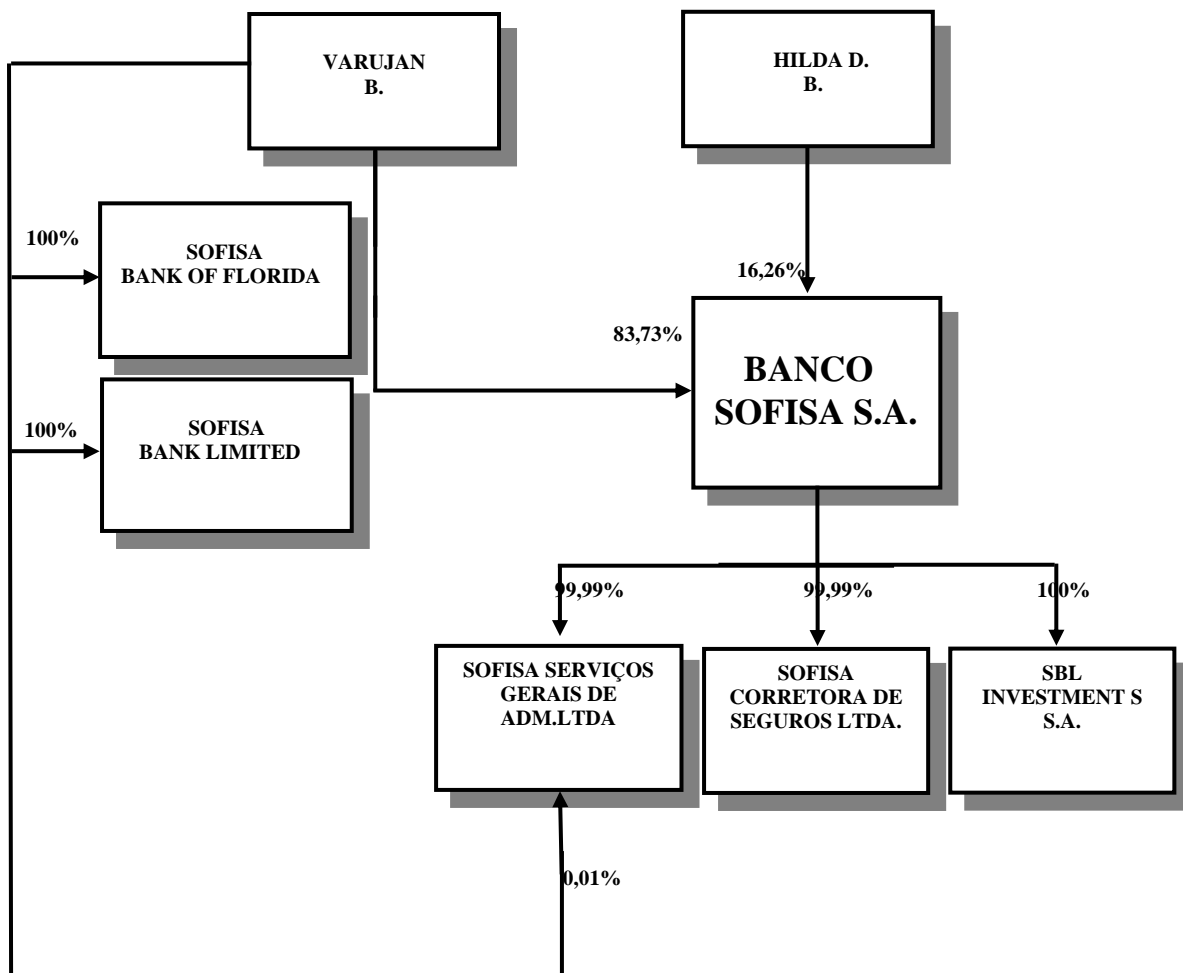 VARUJAN
B.
HILDA D.
B.
100%
SOFISA
BANK OF FLORIDA
16,26%
83,73%
BANCO
SOFISA S.A.
100%
SOFISA
BANK LIMITED
99,99%
99,99%
100%
SOFISA SERVIÇOS
GERAIS DE
ADM.LTDA
SOFISA
CORRETORA DE
SEGUROS LTDA.
SBL
INVESTMENT S
S.A.
0,01%